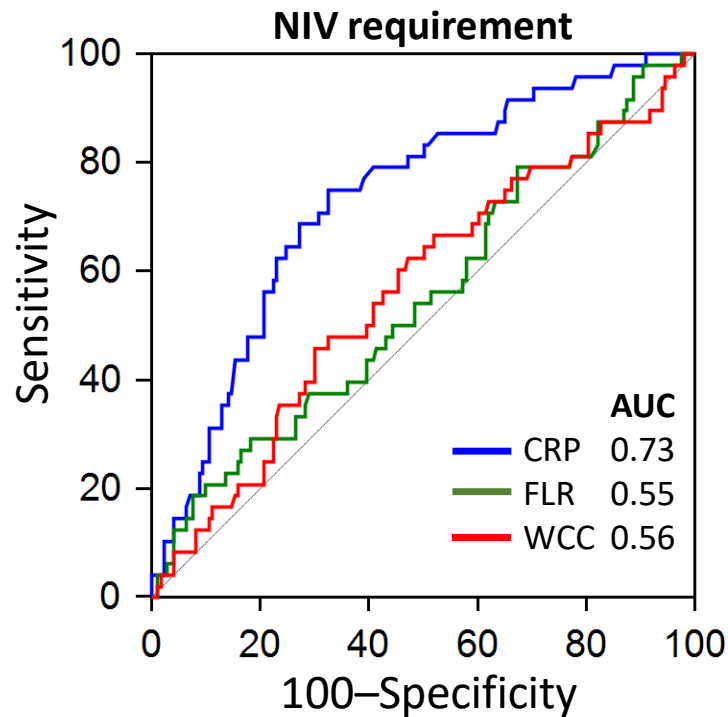 NIV requirement
Sensitivity
100
80
60
40
20
0
AUC
CRP 0.73
FLR 0.55
WCC 0.56
0 20 40 60 80 100
100–Specificity